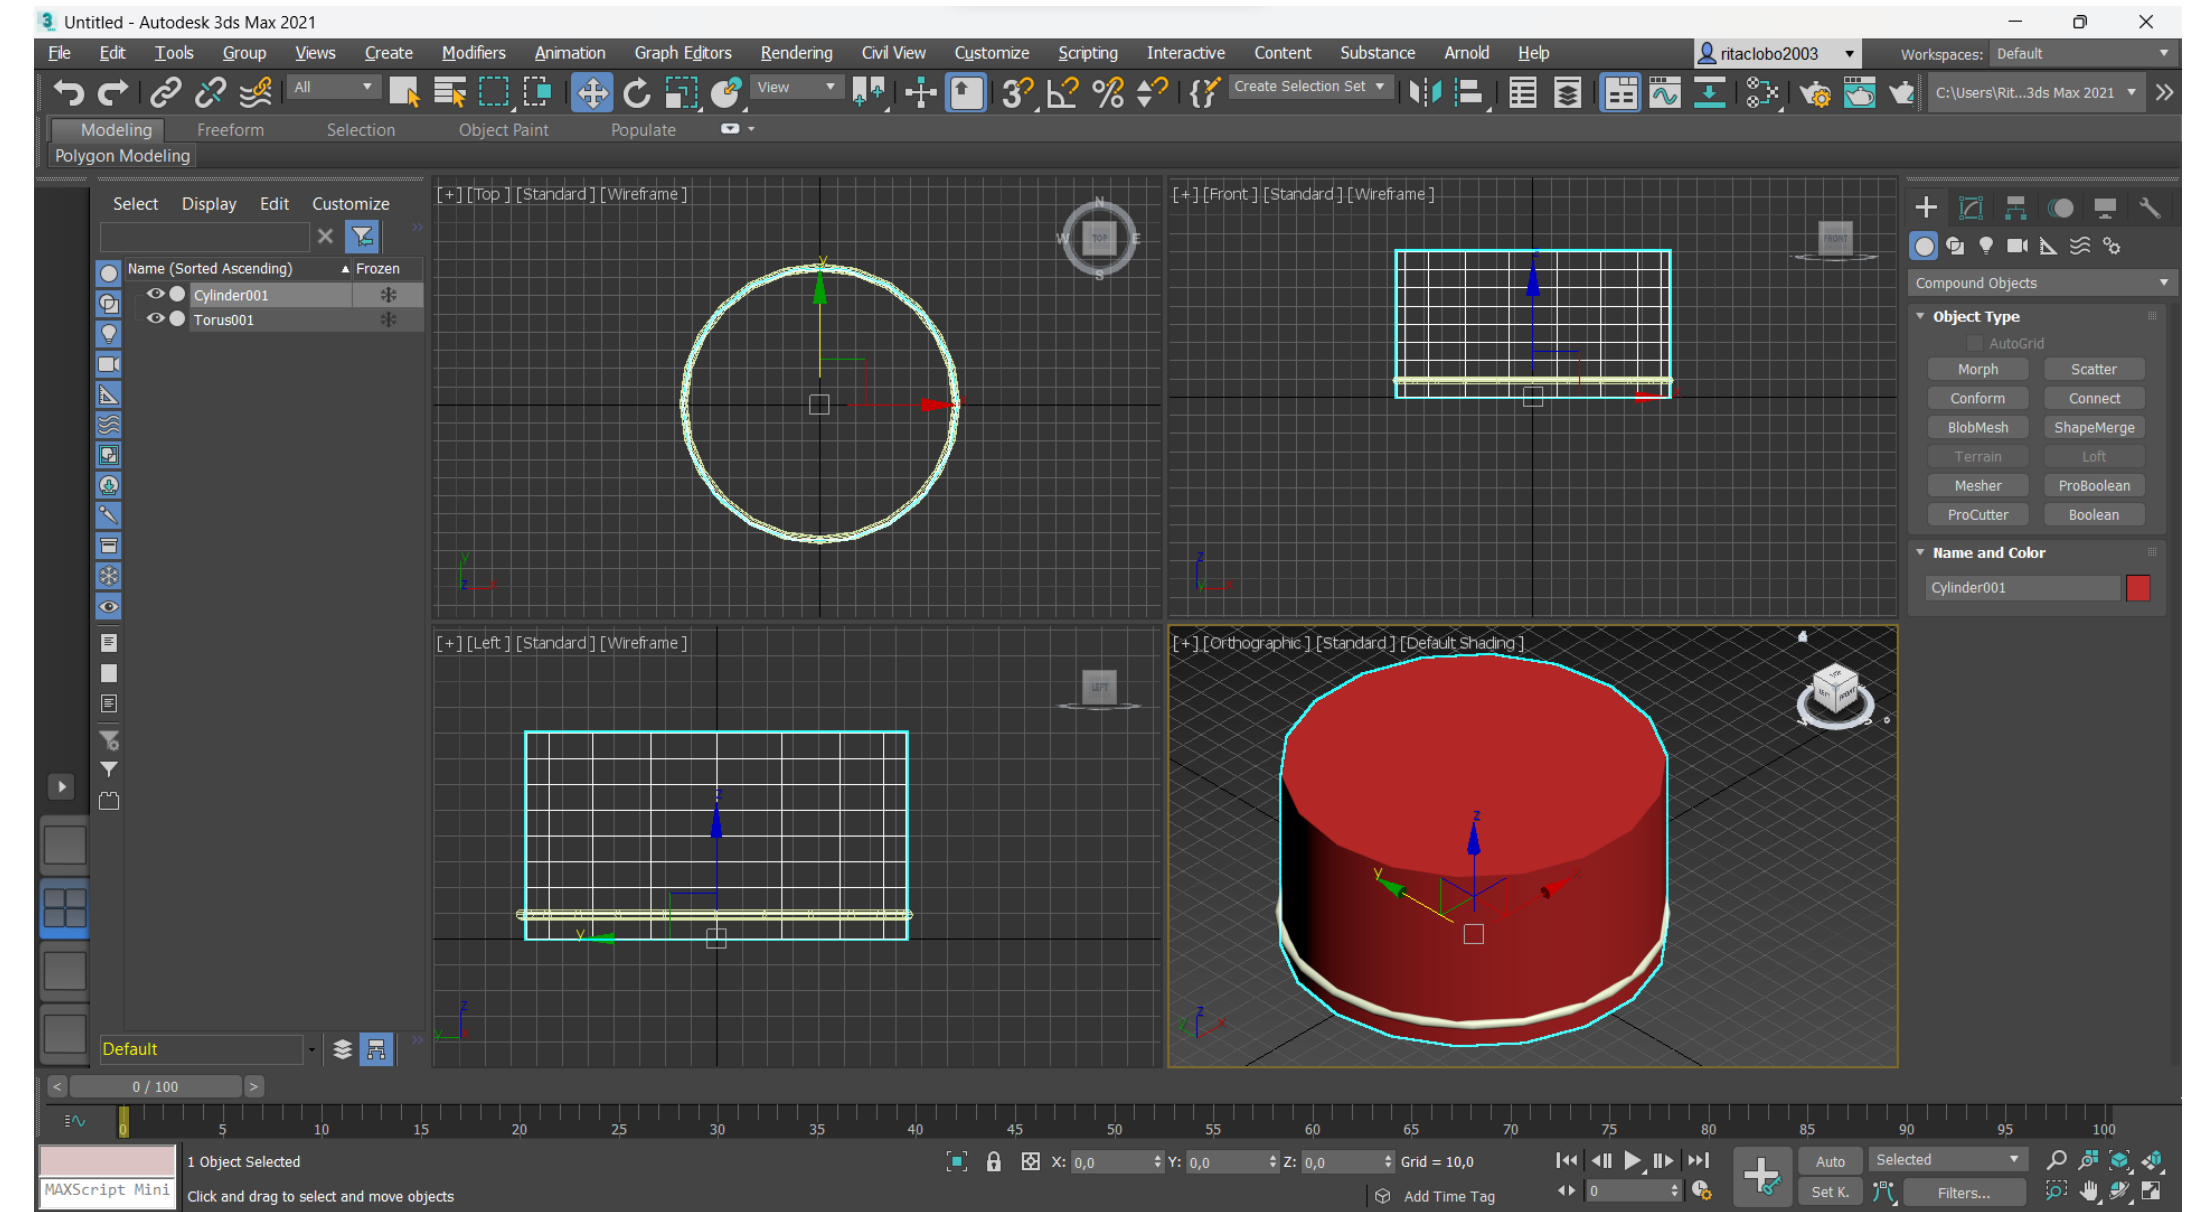 Untitled - Autodesk 3ds Max 2021
File Edit Tools Group Views Create Modifiers Animation Graph Editors Rendering Civil View Customize Scripting Interactive Content Substance Arnold Help ritaclobo2003 Workspaces: Default
All View Create Selection Set C:\Users\Rit...3ds Max 2021
Modeling Freeform Selection Object Paint Populate
Polygon Modeling
Select Display Edit Customize
Name (Sorted Ascending) Frozen
Cylinder001
Torus001
Default
[+] [Top ] [Standard ] [Wireframe ]
N
W TOP E
S
y
y
z x
[+] [Front ] [Standard ] [Wireframe ]
FRONT
z
z
y x
[+] [Left ] [Standard ] [Wireframe ]
LEFT
z
y
z
y x
[+] [Orthographic ] [Standard ] [Default Shading ]
LEFT FRONT
z
y x
z
y x
Compound Objects
Object Type
AutoGrid
Morph Scatter
Conform Connect
BlobMesh ShapeMerge
Terrain Loft
Mesher ProBoolean
ProCutter Boolean
Name and Color
Cylinder001
< 0 / 100 >
0 5 10 15 20 25 30 35 40 45 50 55 60 65 70 75 80 85 90 95 100
1 Object Selected X: 0,0 Y: 0,0 Z: 0,0 Grid = 10,0 Auto Selected
MAXScript Mini Click and drag to select and move objects Add Time Tag 0 Set K. Filters...